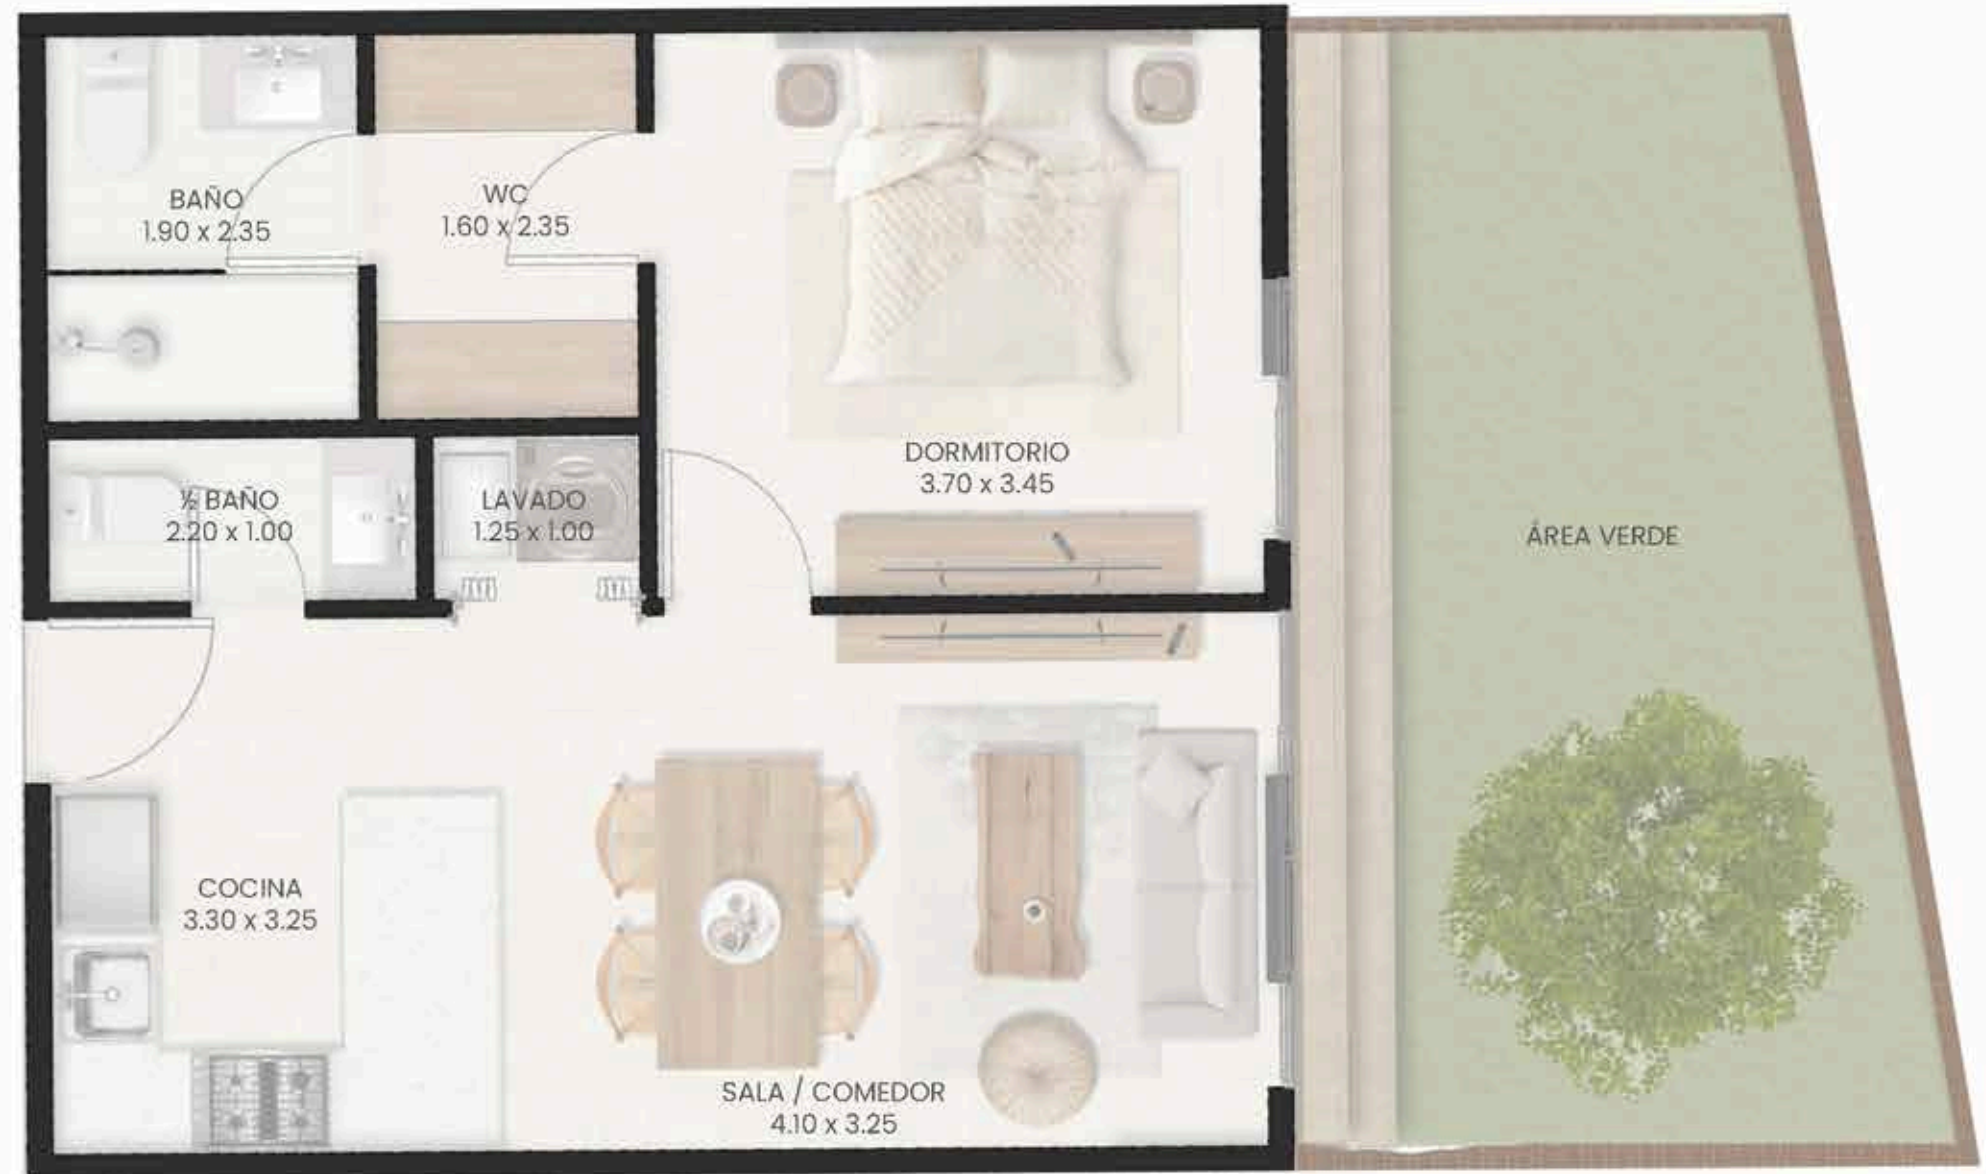 BAÑO
1.90 x 2.35
WC
1.60 x 2.35
DORMITORIO
3.70 x 3.45
½ BAÑO
2.20 x 1.00
LAVADO
1.25 x 1.00
ÁREA VERDE
COCINA
3.30 x 3.25
SALA / COMEDOR
4.10 x 3.25